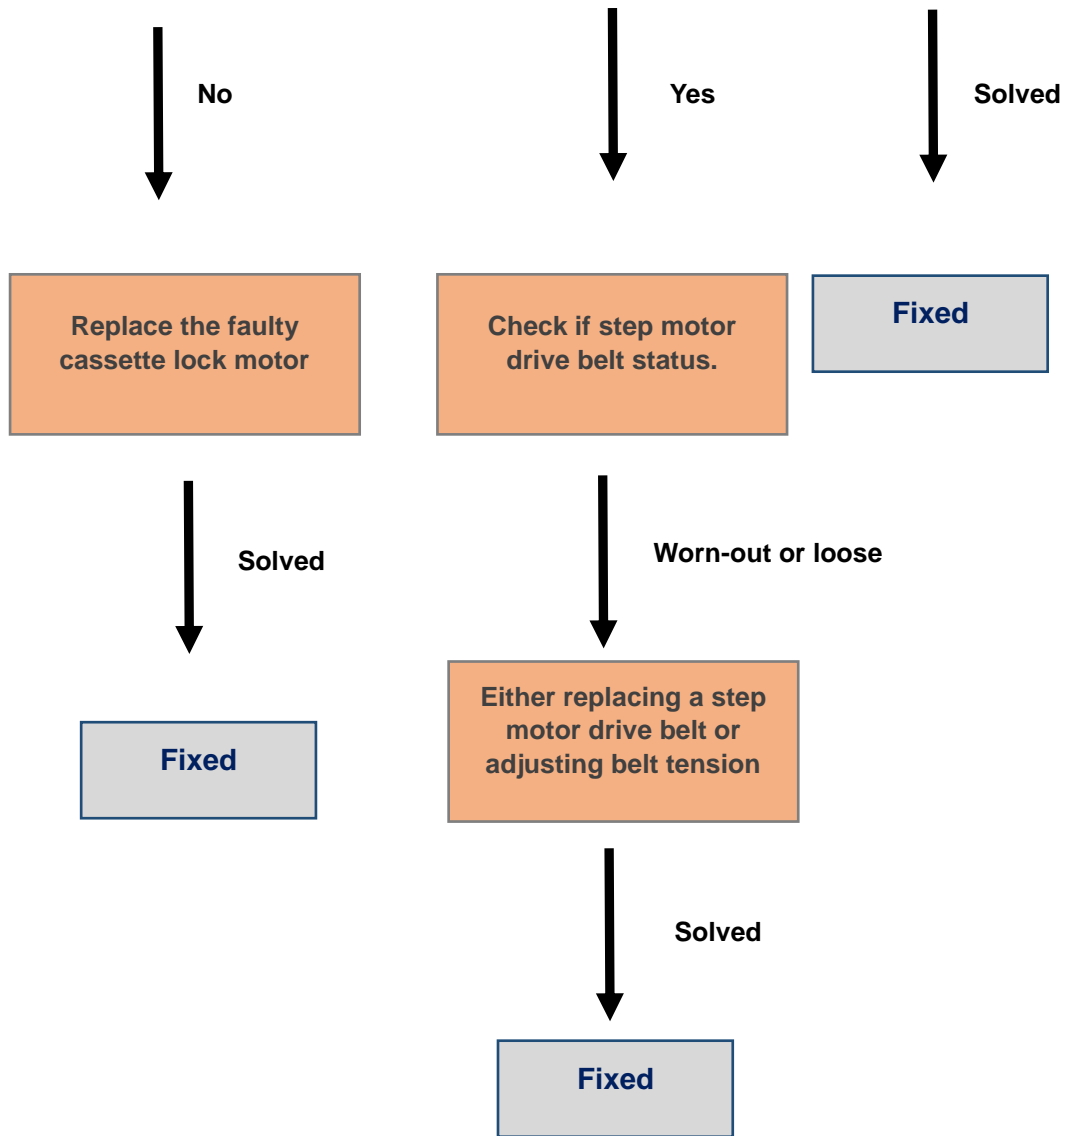 No
Yes
Solved
Replace the faulty
cassette lock motor
Check if step motor
drive belt status.
Fixed
Solved
Worn-out or loose
Fixed
Either replacing a step
motor drive belt or
adjusting belt tension
Solved
Fixed